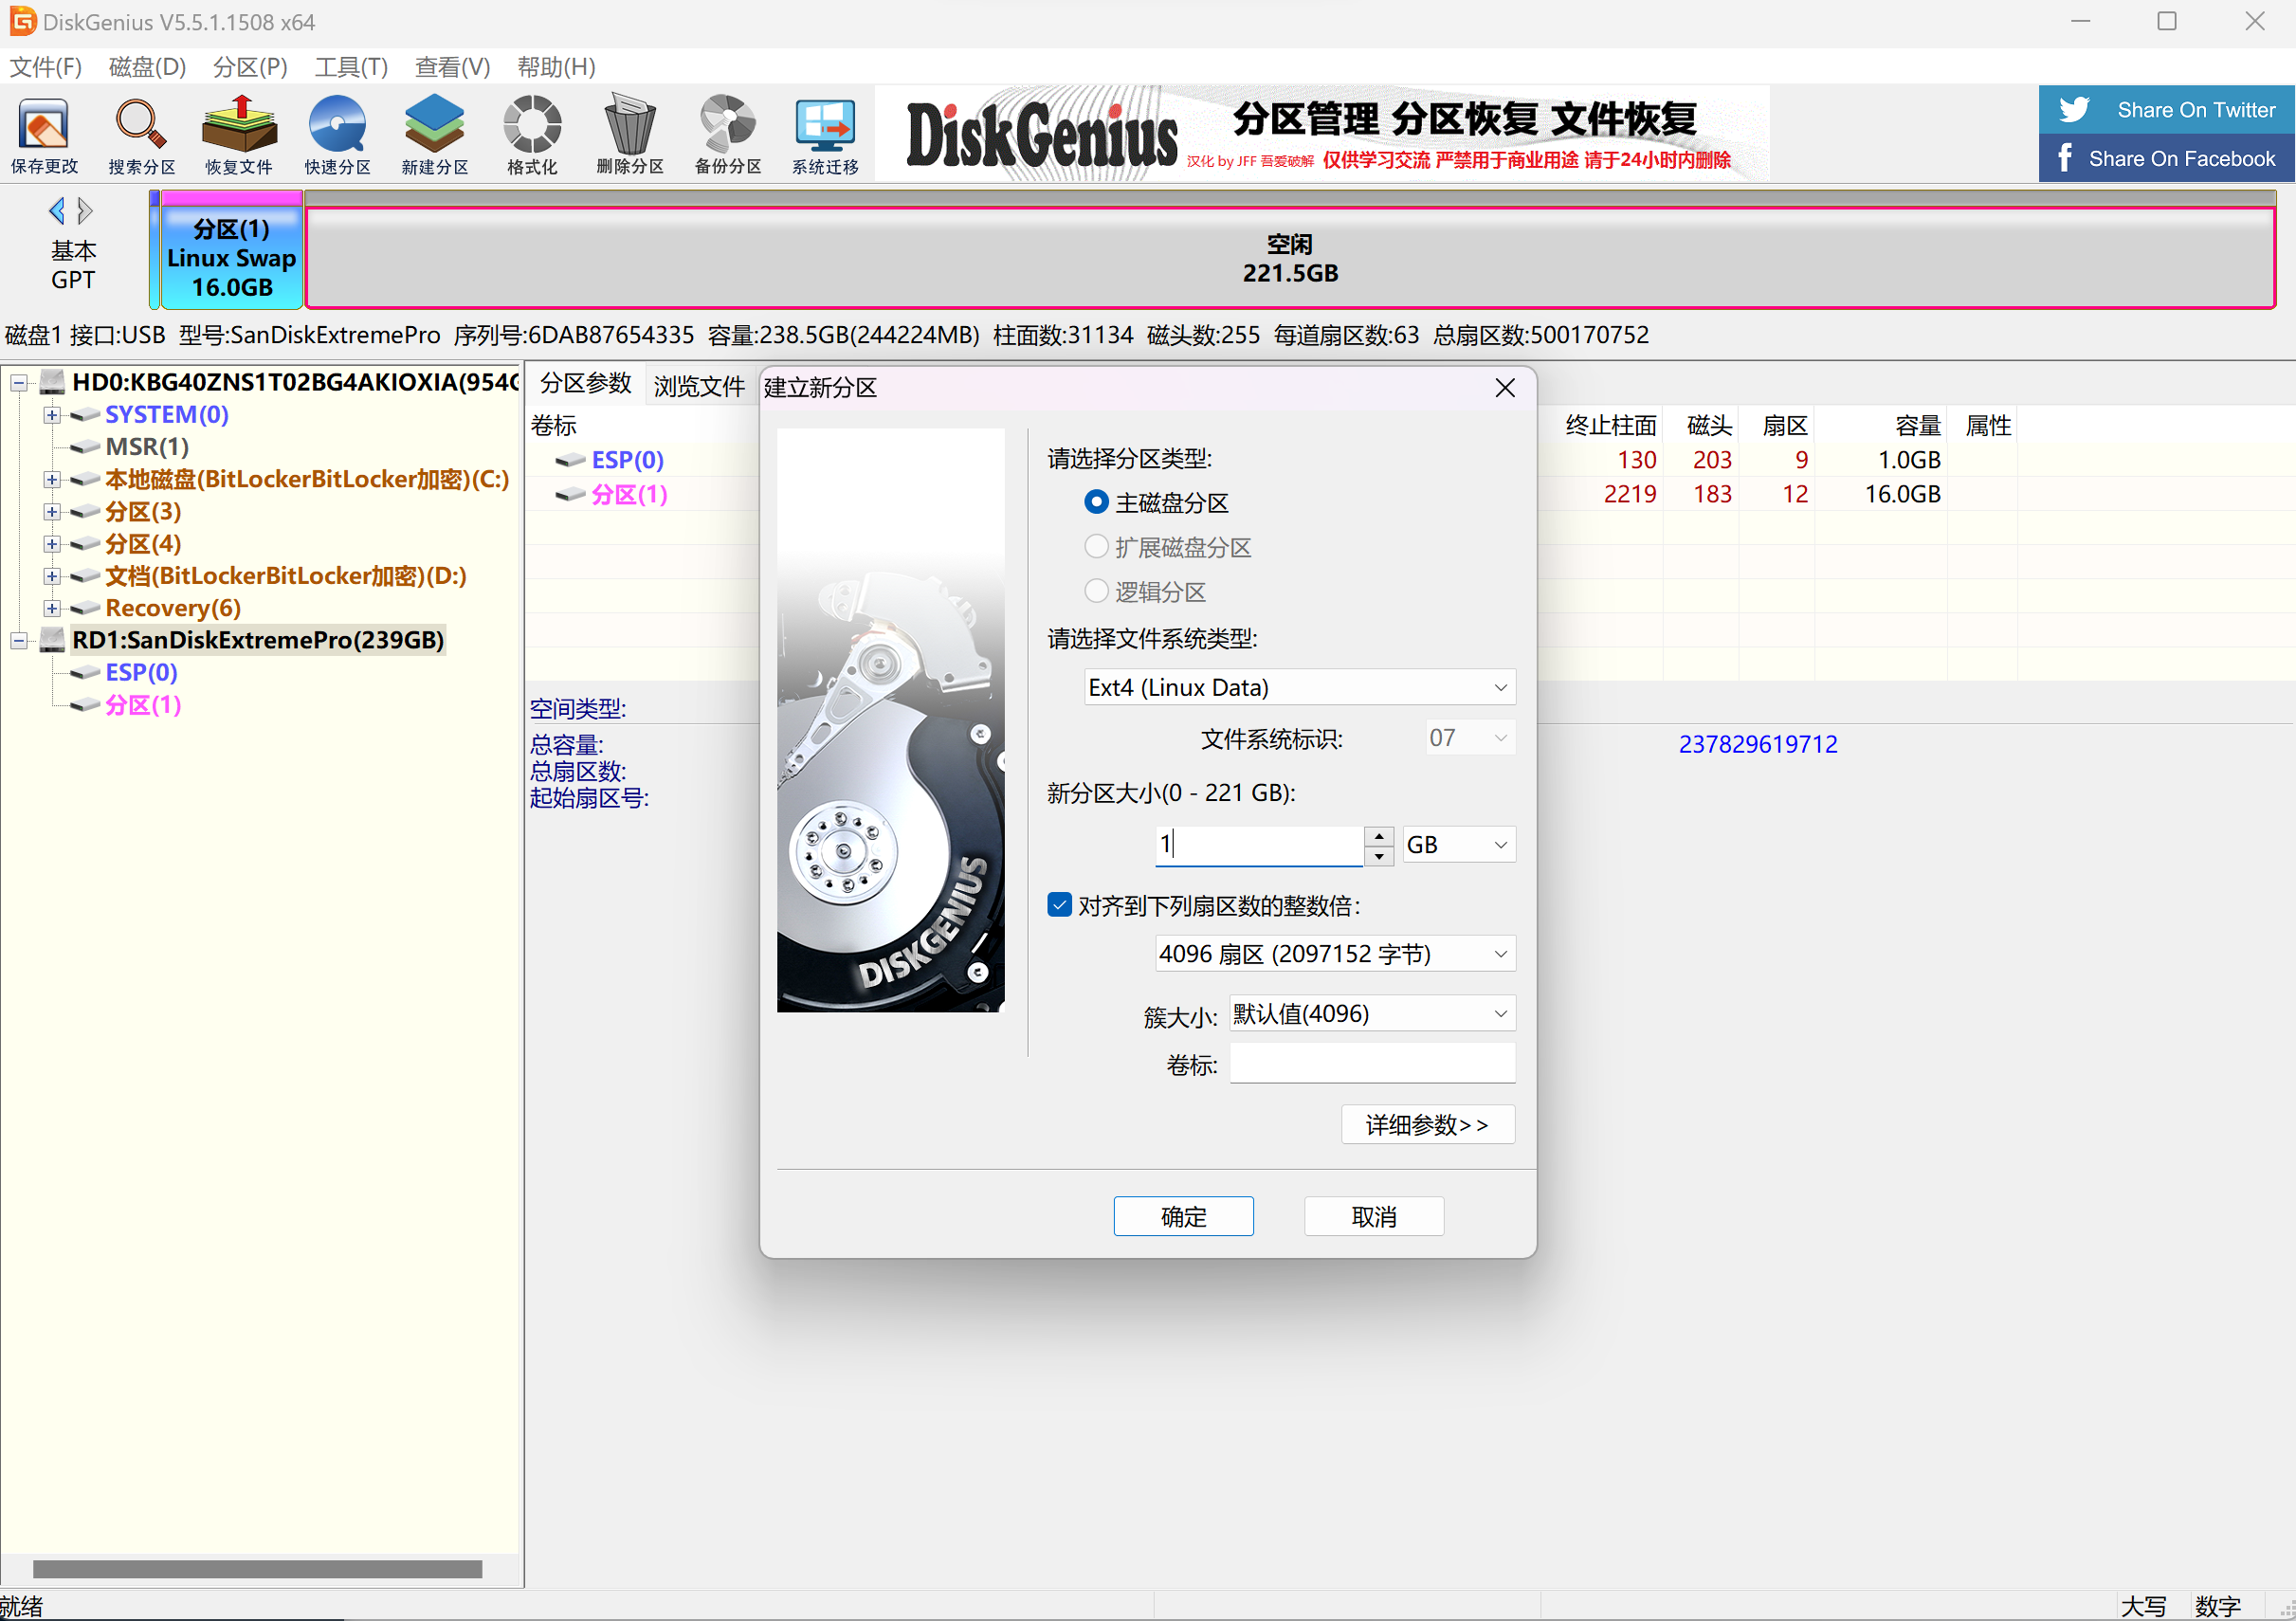 DiskGenius V5.5.1.1508 x64
文件(F) 磁盘(D) 分区(P) 工具(T) 查看(V) 帮助(H)
保存更改 搜索分区 恢复文件 快速分区 新建分区 格式化 删除分区 备份分区 系统迁移
DiskGenius 分区管理 分区恢复 文件恢复
汉化 by JFF 吾爱破解 仅供学习交流 严禁用于商业用途 请于24小时内删除
Share On Twitter
Share On Facebook
基本
GPT
分区(1)
Linux Swap
16.0GB
空闲
221.5GB
磁盘1 接口:USB 型号:SanDiskExtremePro 序列号:6DAB87654335 容量:238.5GB(244224MB) 柱面数:31134 磁头数:255 每道扇区数:63 总扇区数:500170752
HD0:KBG40ZNS1T02BG4AKIOXIA(954G
SYSTEM(0)
MSR(1)
本地磁盘(BitLockerBitLocker加密)(C:)
分区(3)
分区(4)
文档(BitLockerBitLocker加密)(D:)
Recovery(6)
RD1:SanDiskExtremePro(239GB)
ESP(0)
分区(1)
分区参数 浏览文件
卷标 终止柱面 磁头 扇区 容量 属性
ESP(0) 130 203 9 1.0GB
分区(1) 2219 183 12 16.0GB
空间类型:
总容量: 237829619712
总扇区数:
起始扇区号:
建立新分区
DISKGENIUS
请选择分区类型:
主磁盘分区
扩展磁盘分区
逻辑分区
请选择文件系统类型:
Ext4 (Linux Data)
文件系统标识: 07
新分区大小(0 - 221 GB):
1 GB
对齐到下列扇区数的整数倍:
4096 扇区 (2097152 字节)
簇大小: 默认值(4096)
卷标:
详细参数>>
确定 取消
就绪 大写 数字